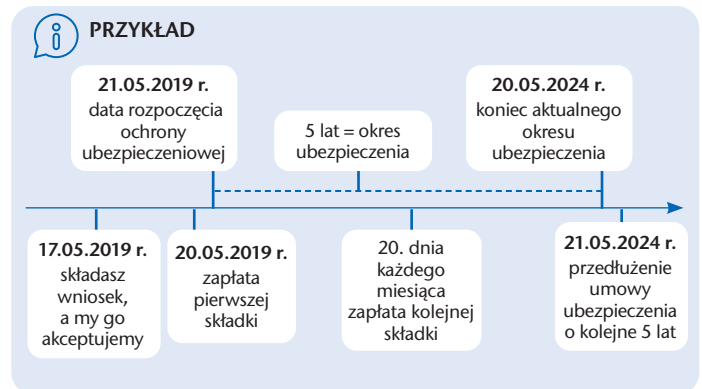 PRZYKŁAD
21.05.2019 r.
data rozpoczęcia
ochrony
ubezpieczeniowej
5 lat = okres
ubezpieczenia
20.05.2024 r.
koniec aktualnego
okresu
ubezpieczenia
17.05.2019 r.
składasz
wniosek,
a my go
akceptujemy
20.05.2019 r.
zapłata
pierwszej
składki
20. dnia
każdego
miesiąca
zapłata kolejnej
składki
21.05.2024 r.
przedłużenie
umowy
ubezpieczenia
o kolejne 5 lat